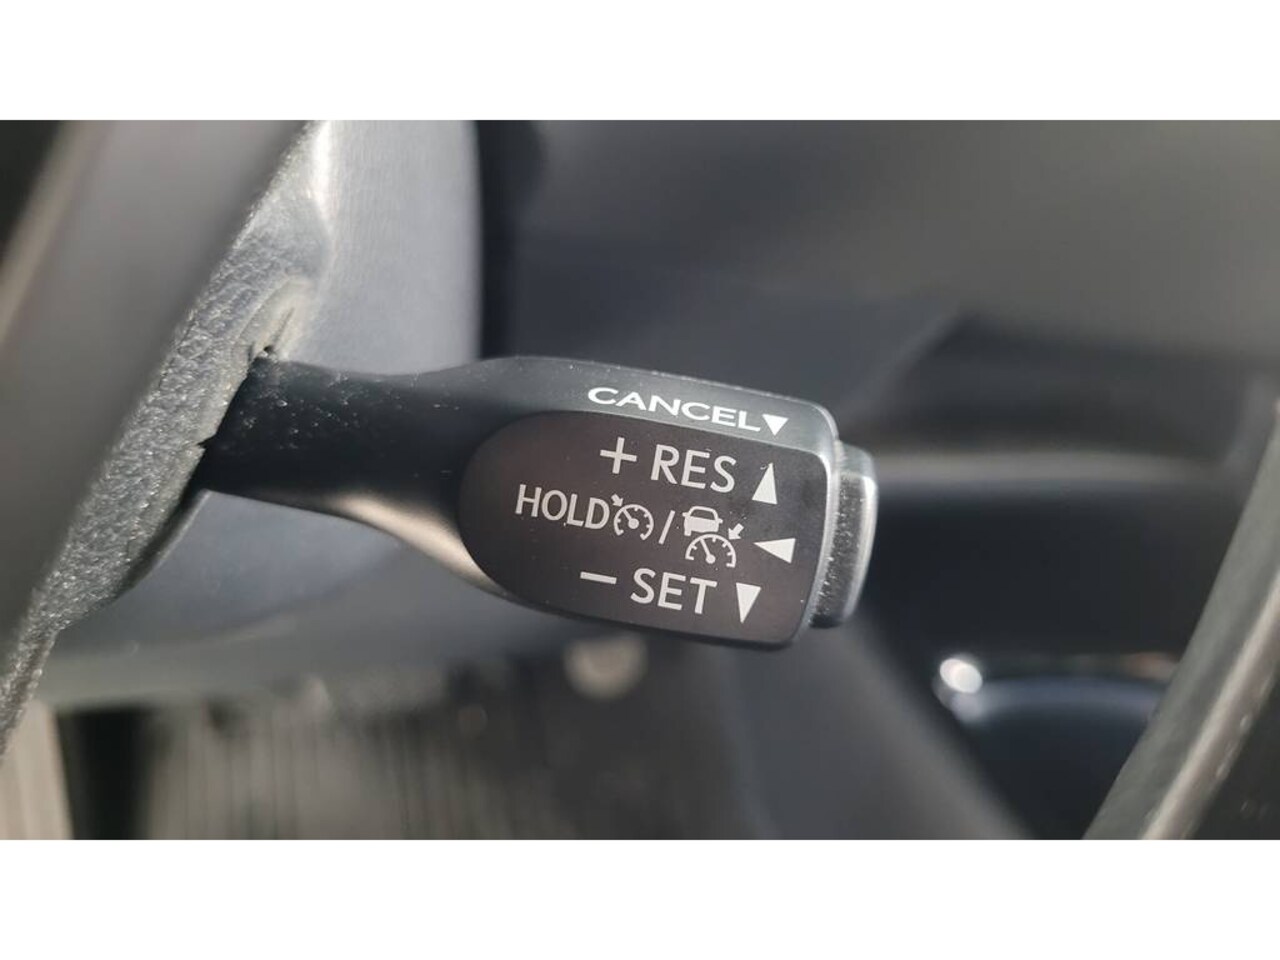 CANCEL▼
+ RES ▲
HOLD / ◀
− SET ▼